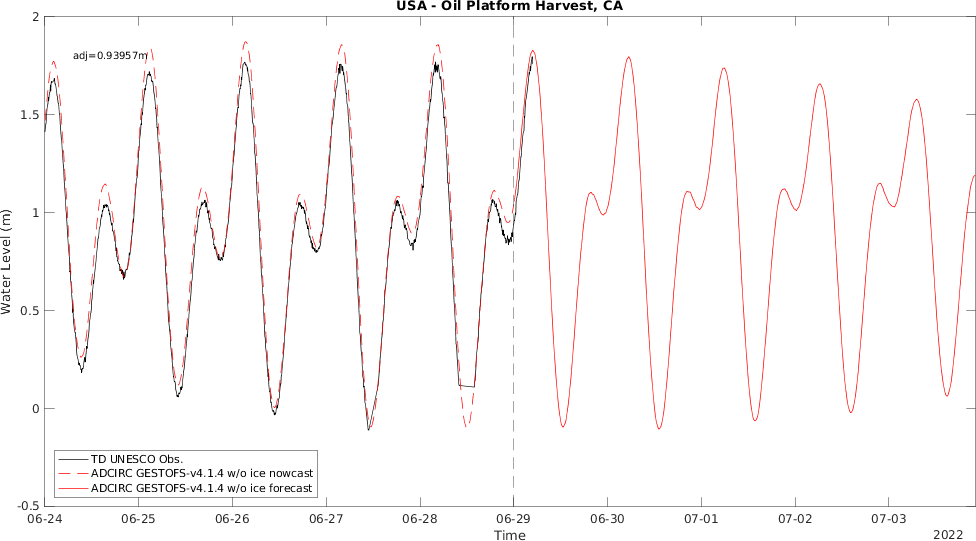 USA - Oil Platform Harvest, CA
adj=0.93957m
2
1.5
1
0.5
0
-0.5
Water Level (m)
TD UNESCO Obs.
ADCIRC GESTOFS-v4.1.4 w/o ice nowcast
ADCIRC GESTOFS-v4.1.4 w/o ice forecast
06-24 06-25 06-26 06-27 06-28 06-29 06-30 07-01 07-02 07-03
Time
2022